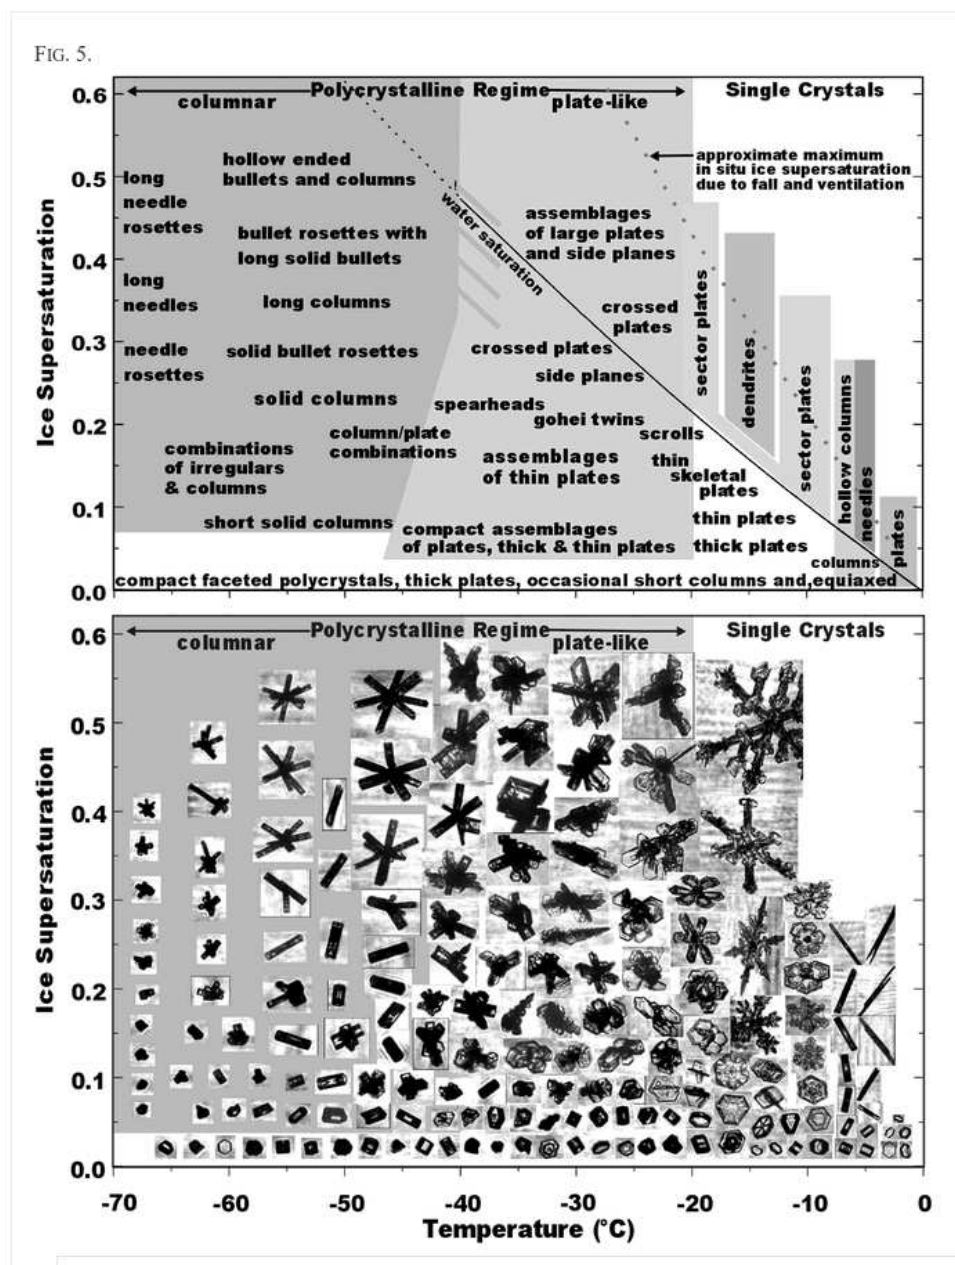 FIG. 5.
Polycrystalline Regime
Single Crystals
columnar
plate-like
0.6
0.5
0.4
0.3
0.2
0.1
0.0
Ice Supersaturation
approximate maximum
in situ ice supersaturation
due to fall and ventilation
hollow ended
bullets and columns
long
needle
rosettes
water saturation
assemblages
of large plates
and side planes
bullet rosettes with
long solid bullets
long
needles
long columns
crossed
plates
sector plates
dendrites
sector plates
hollow columns
needles
plates
needle
rosettes
solid bullet rosettes
crossed plates
side planes
solid columns
spearheads
gohei twins
column/plate
combinations
scrolls
combinations
of irregulars
& columns
assemblages
of thin plates
thin
skeletal
plates
short solid columns
compact assemblages
of plates, thick & thin plates
thin plates
thick plates
columns
compact faceted polycrystals, thick plates, occasional short columns and,equiaxed
Polycrystalline Regime
Single Crystals
columnar
plate-like
0.6
0.5
0.4
0.3
0.2
0.1
0.0
Ice Supersaturation
-70 -60 -50 -40 -30 -20 -10 0
Temperature (°C)